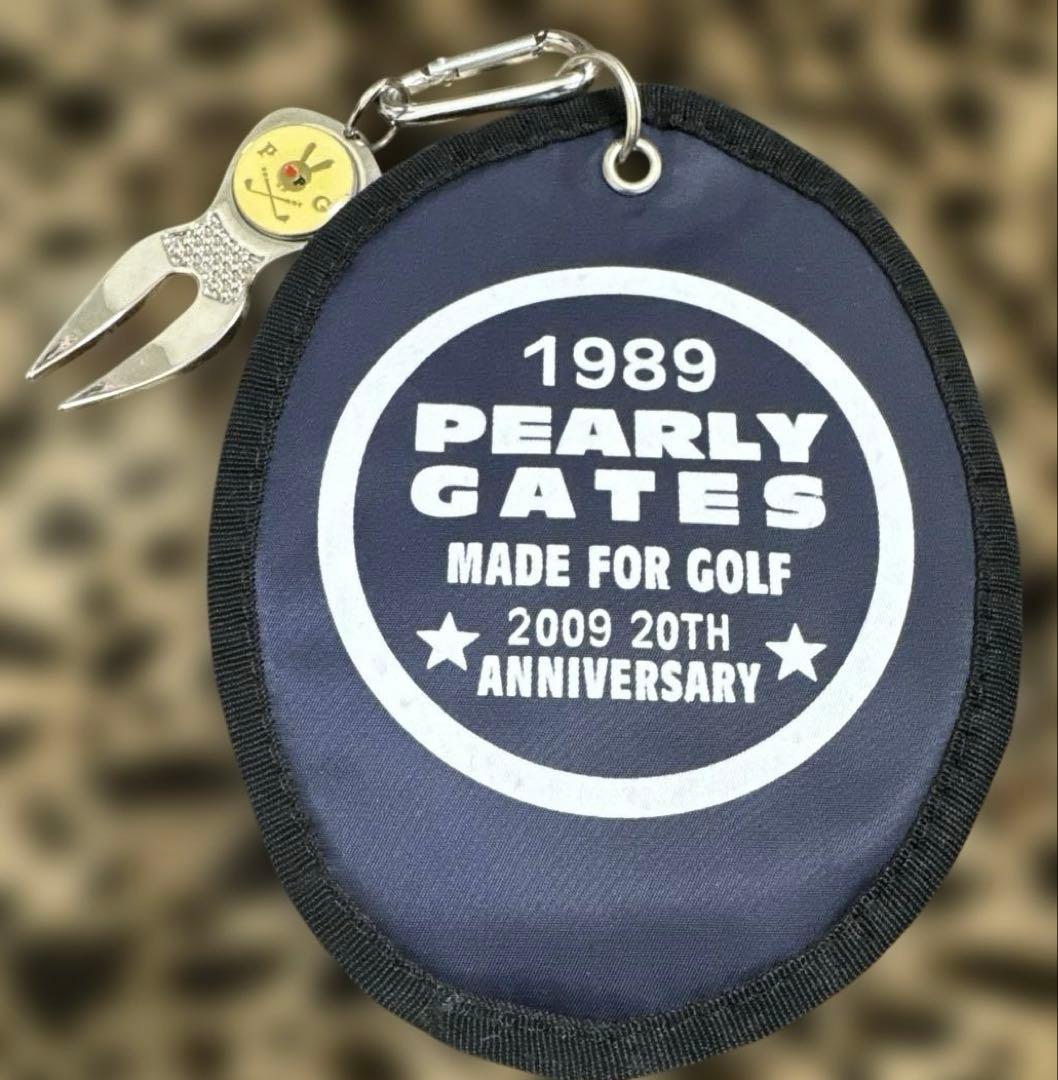 P P
G
1989
PEARLY
GATES
MADE FOR GOLF
2009 20TH
ANNIVERSARY